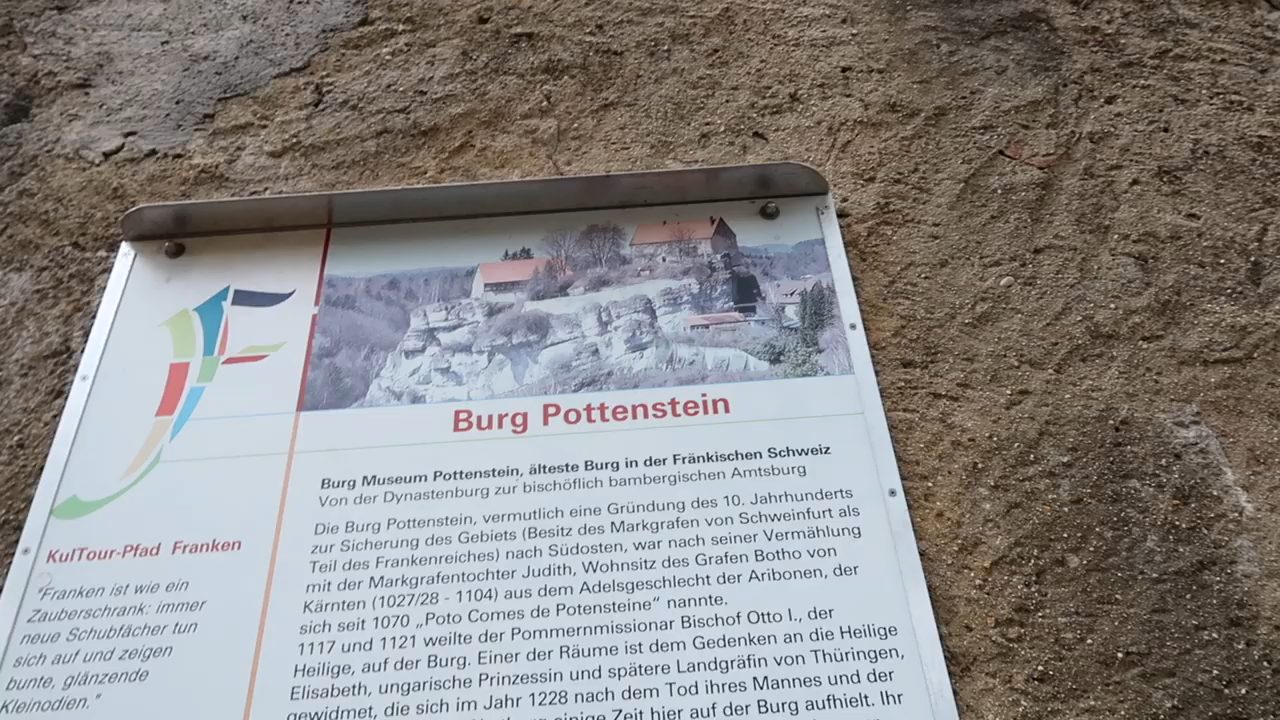 Burg Pottenstein
Burg Museum Pottenstein, älteste Burg in der Fränkischen Schweiz
Von der Dynastenburg zur bischöflich bambergischen Amtsburg
Die Burg Pottenstein, vermutlich eine Gründung des 10. Jahrhunderts
zur Sicherung des Gebiets (Besitz des Markgrafen von Schweinfurt als
Teil des Frankenreiches) nach Südosten, war nach seiner Vermählung
mit der Markgrafentochter Judith, Wohnsitz des Grafen Botho von
Kärnten (1027/28 - 1104) aus dem Adelsgeschlecht der Aribonen, der
sich seit 1070 „Poto Comes de Potensteine“ nannte.
1117 und 1121 weilte der Pommernmissionar Bischof Otto I., der
Heilige, auf der Burg. Einer der Räume ist dem Gedenken an die Heilige
Elisabeth, ungarische Prinzessin und spätere Landgräfin von Thüringen,
gewidmet, die sich im Jahr 1228 nach dem Tod ihres Mannes und der
einige Zeit hier auf der Burg aufhielt. Ihr
KulTour-Pfad Franken
"Franken ist wie ein
Zauberschrank: immer
neue Schubfächer tun
sich auf und zeigen
bunte, glänzende
Kleinodien."